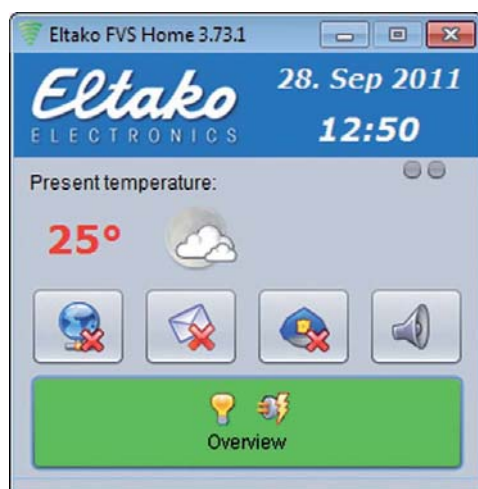 Eltako FVS Home 3.73.1
Eltako
ELECTRONICS
28. Sep 2011
12:50
Present temperature:
25°
Overview